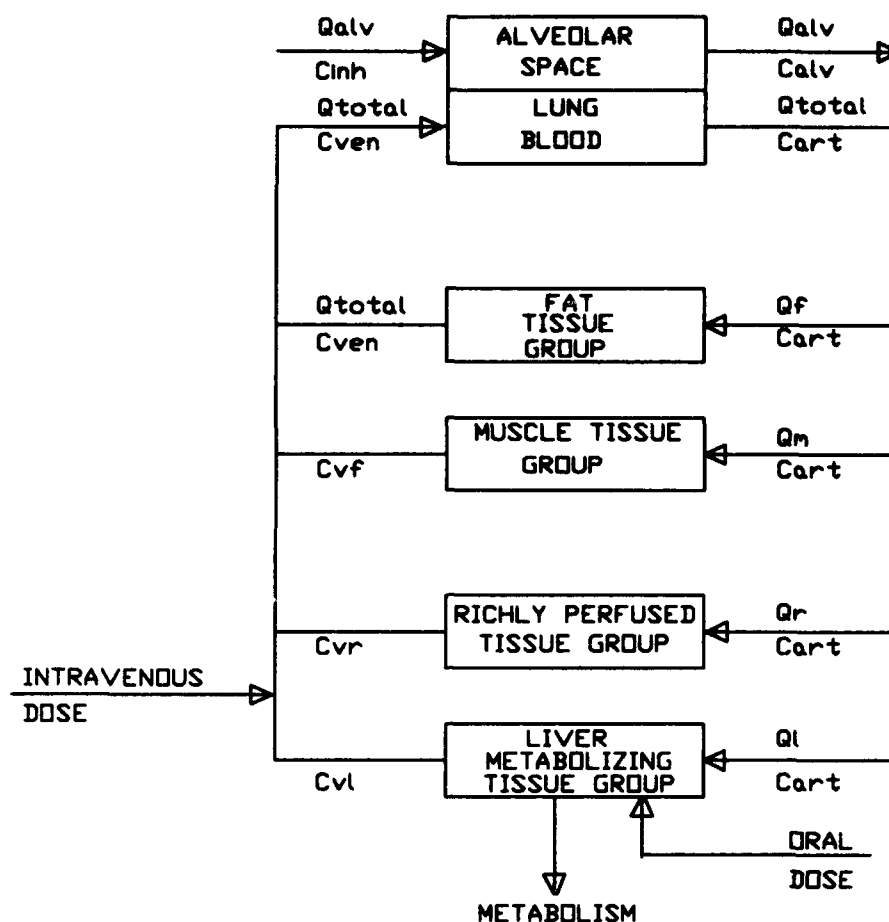 Qalv
ALVEOLAR
Qalv
Cinh
SPACE
Calv
Qtotal
LUNG
Qtotal
Cven
BLOOD
Cart
Qtotal
FAT
Qf
Cven
TISSUE
Cart
GROUP
MUSCLE TISSUE
Qm
Cvf
GROUP
Cart
RICHLY PERFUSED
Qr
Cvr
TISSUE GROUP
Cart
INTRAVENOUS
DOSE
LIVER
Ql
METABOLIZING
Cvl
TISSUE GROUP
Cart
ORAL
DOSE
METABOLISM